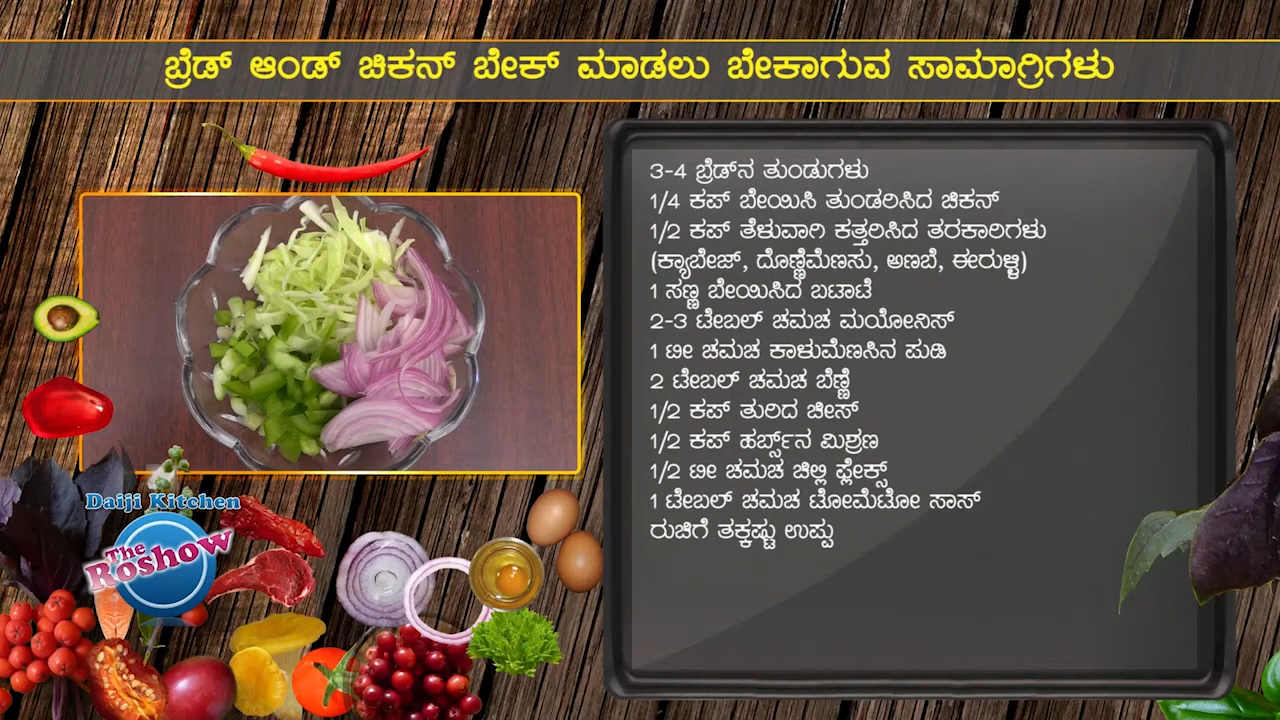 ಬ್ರೆಡ್ ಆಂಡ್ ಚಿಕನ್ ಬೇಕ್ ಮಾಡಲು ಬೇಕಾಗುವ ಸಾಮಾಗ್ರಿಗಳು
3-4 ಬ್ರೆಡ್‌ನ ತುಂಡುಗಳು
1/4 ಕಪ್ ಬೇಯಿಸಿ ತುಂಡರಿಸಿದ ಚಿಕನ್
1/2 ಕಪ್ ತೆಳುವಾಗಿ ಕತ್ತರಿಸಿದ ತರಕಾರಿಗಳು
(ಕ್ಯಾಬೇಜ್, ದೊಣ್ಣೆಮೆಣಸು, ಅಣಬೆ, ಈರುಳ್ಳಿ)
1 ಸಣ್ಣ ಬೇಯಿಸಿದ ಬಟಾಟೆ
2-3 ಟೇಬಲ್ ಚಮಚ ಮಯೋನಿಸ್
1 ಟೀ ಚಮಚ ಕಾಳುಮೆಣಸಿನ ಪುಡಿ
2 ಟೇಬಲ್ ಚಮಚ ಬೆಣ್ಣೆ
1/2 ಕಪ್ ತುರಿದ ಚೀಸ್
1/2 ಕಪ್ ಹರ್ಬ್ಸ್‌ನ ಮಿಶ್ರಣ
1/2 ಟೀ ಚಮಚ ಚಿಲ್ಲಿ ಫ್ಲೇಕ್ಸ್
1 ಟೇಬಲ್ ಚಮಚ ಟೋಮೆಟೋ ಸಾಸ್
ರುಚಿಗೆ ತಕ್ಕಷ್ಟು ಉಪ್ಪು
Daiji Kitchen
The
Roshow